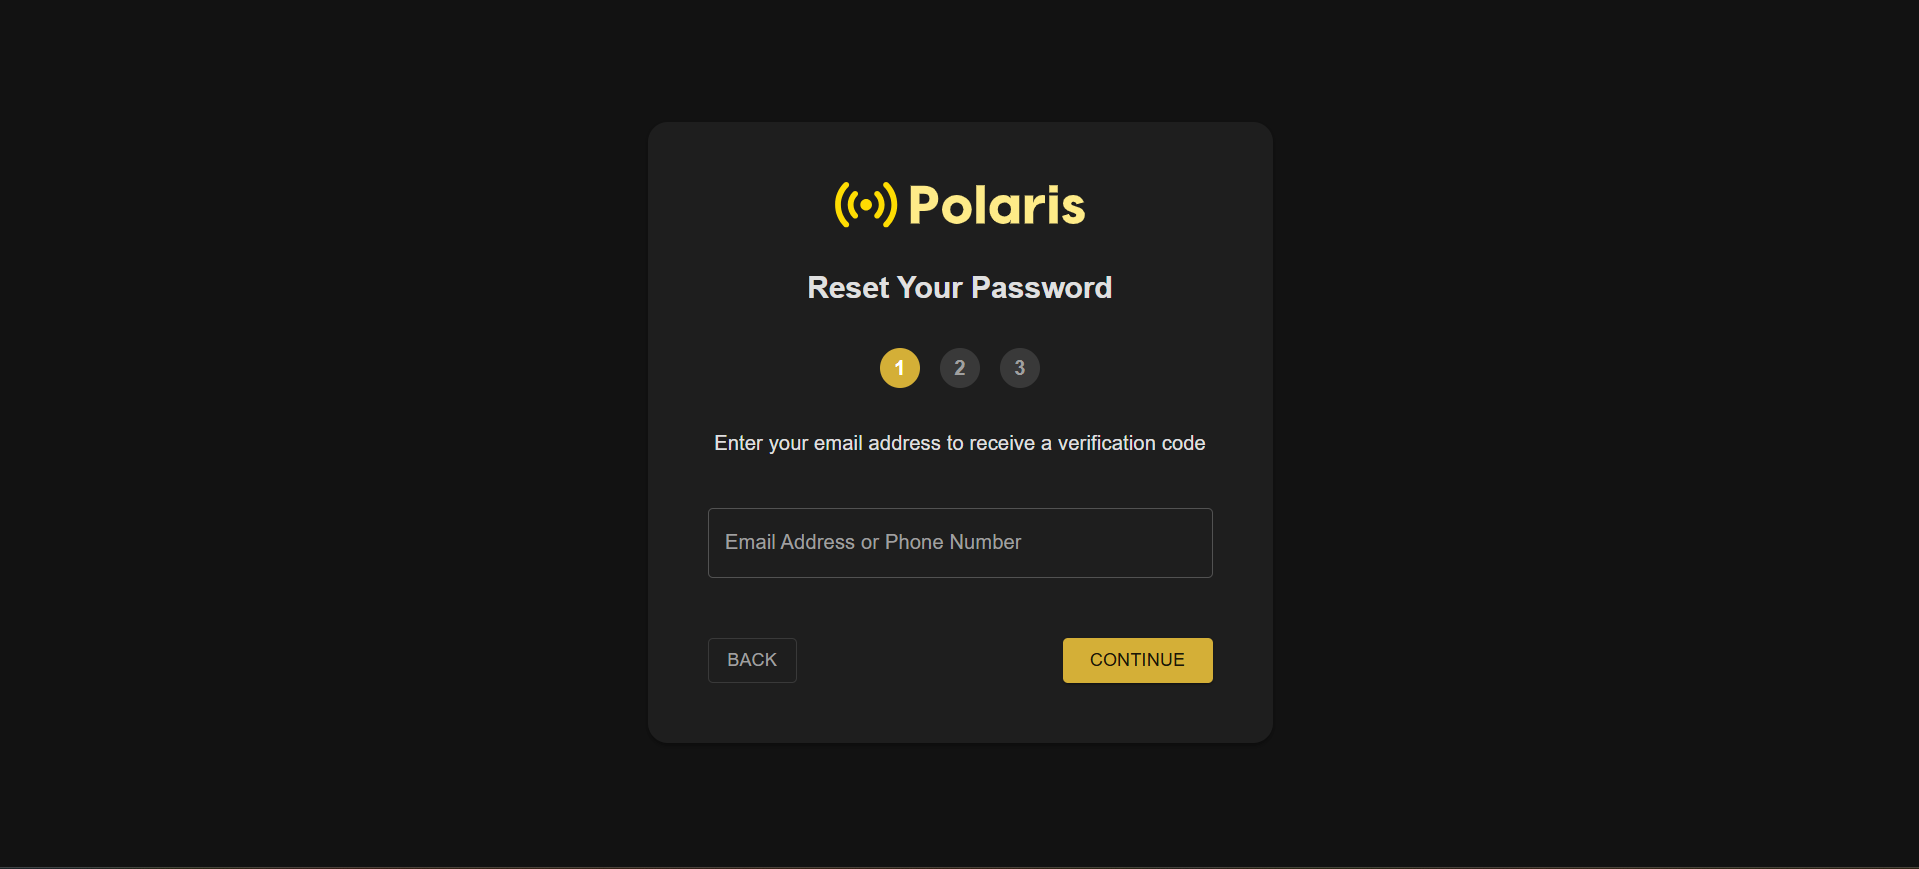 Polaris
Reset Your Password
1 2 3
Enter your email address to receive a verification code
Email Address or Phone Number
BACK CONTINUE